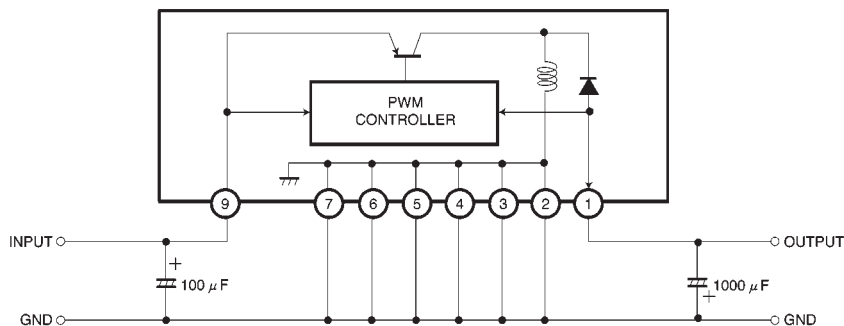 PWM
CONTROLLER
9 7 6 5 4 3 2 1
INPUT OUTPUT
+ 100 μF 1000 μF +
GND GND